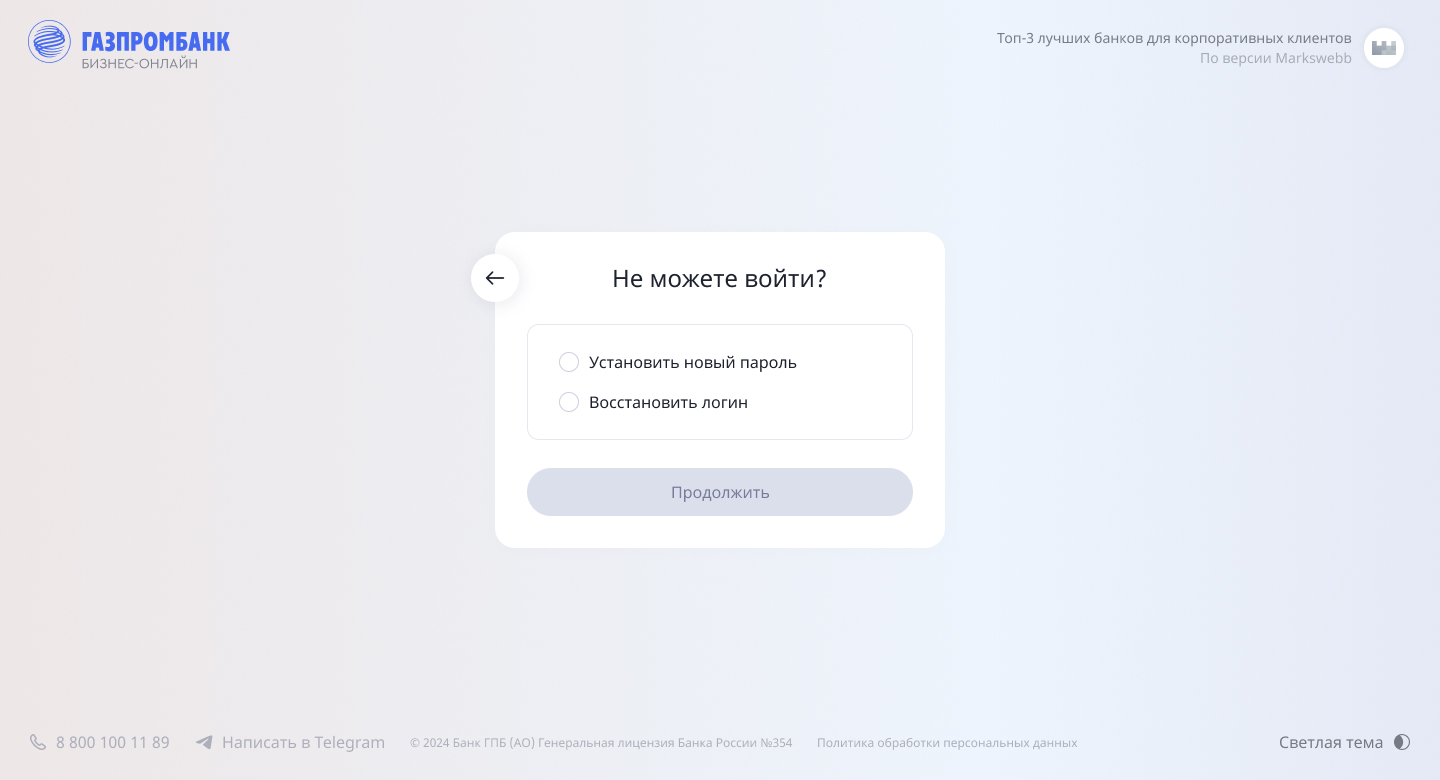 ГАЗПРОМБАНК
БИЗНЕС-ОНЛАЙН
Топ-3 лучших банков для корпоративных клиентов
По версии Markswebb
Не можете войти?
Установить новый пароль
Восстановить логин
Продолжить
8 800 100 11 89
Написать в Telegram
© 2024 Банк ГПБ (АО) Генеральная лицензия Банка России №354
Политика обработки персональных данных
Светлая тема